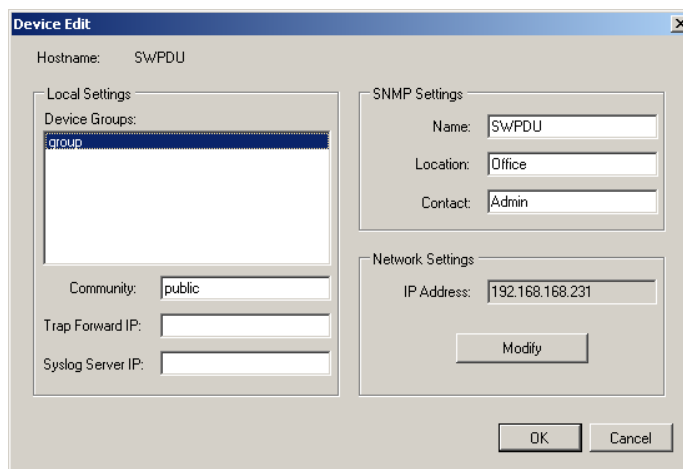 Device Edit
Hostname: SWPDU
Local Settings
Device Groups:
group
Community: public
Trap Forward IP:
Syslog Server IP:
SNMP Settings
Name: SWPDU
Location: Office
Contact: Admin
Network Settings
IP Address: 192.168.168.231
Modify
OK Cancel